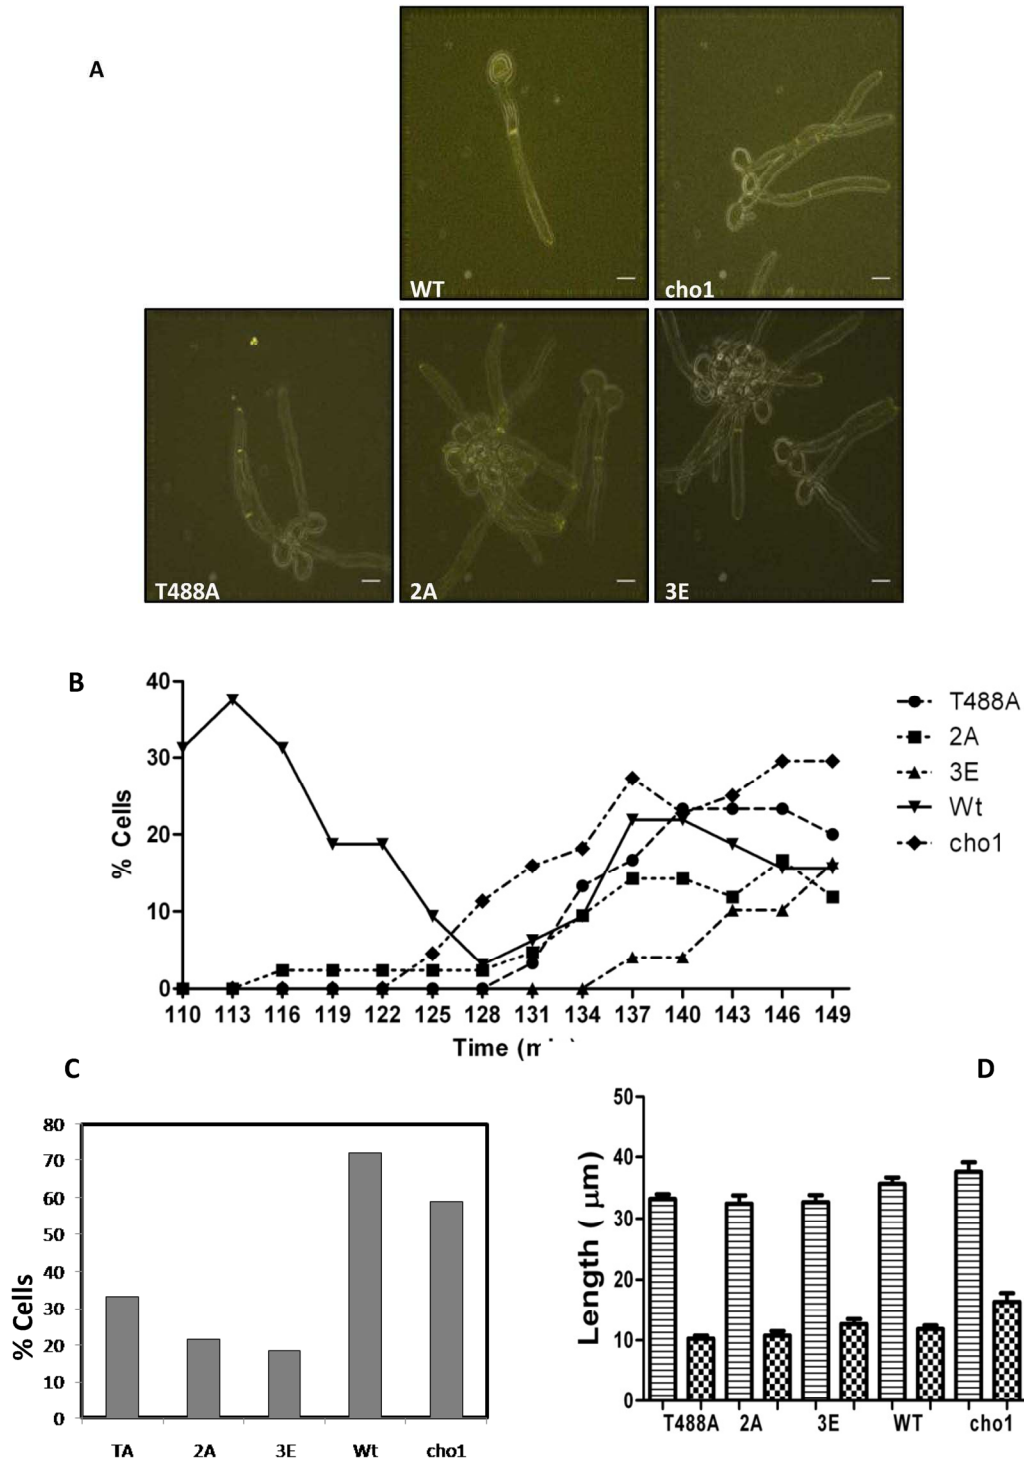 A
WT
cho1
T488A
2A
3E
B
40
30
20
10
0
% Cells
110 113 116 119 122 125 128 131 134 137 140 143 146 149
Time
T488A
2A
3E
Wt
cho1
C
80
70
60
50
40
30
20
10
0
% Cells
TA 2A 3E Wt cho1
D
50
40
30
20
10
0
Length ( μm)
T488A 2A 3E WT cho1